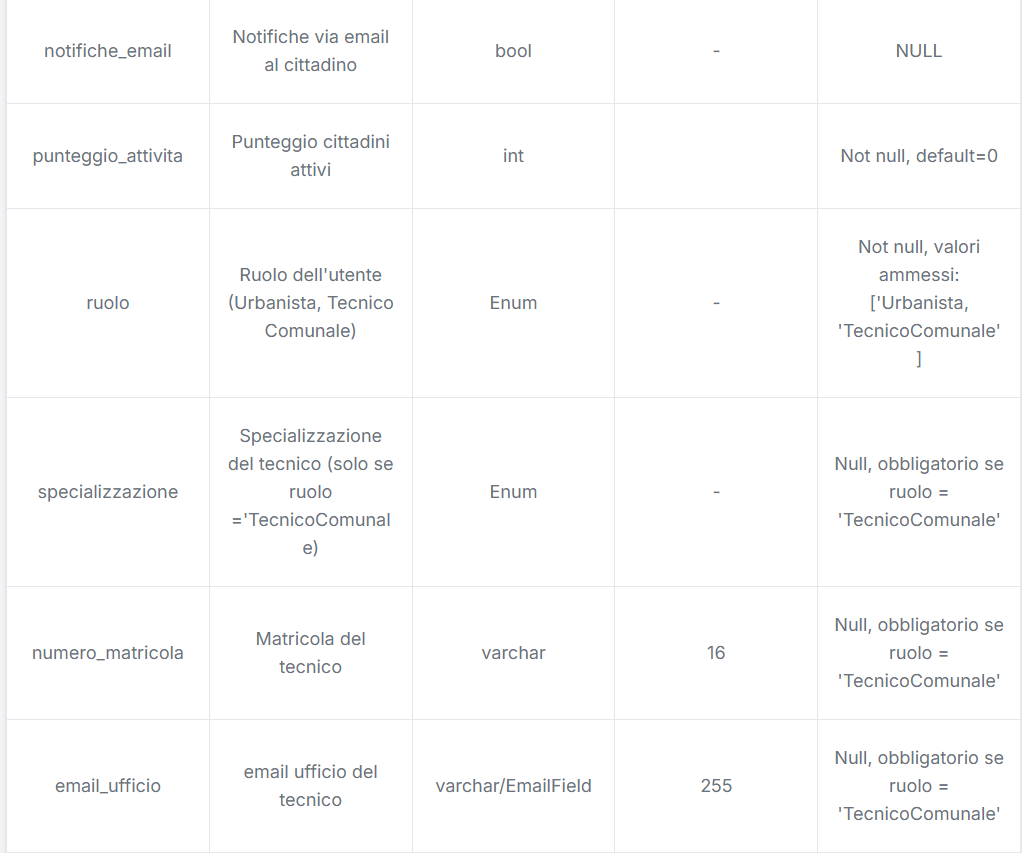 notifiche_email
Notifiche via email
al cittadino
bool
-
NULL
punteggio_attivita
Punteggio cittadini
attivi
int
Not null, default=0
ruolo
Ruolo dell'utente
(Urbanista, Tecnico
Comunale)
Enum
-
Not null, valori
ammessi:
['Urbanista,
'TecnicoComunale'
]
specializzazione
Specializzazione
del tecnico (solo se
ruolo
='TecnicoComunal
e)
Enum
-
Null, obbligatorio se
ruolo =
'TecnicoComunale'
numero_matricola
Matricola del
tecnico
varchar
16
Null, obbligatorio se
ruolo =
'TecnicoComunale'
email_ufficio
email ufficio del
tecnico
varchar/EmailField
255
Null, obbligatorio se
ruolo =
'TecnicoComunale'